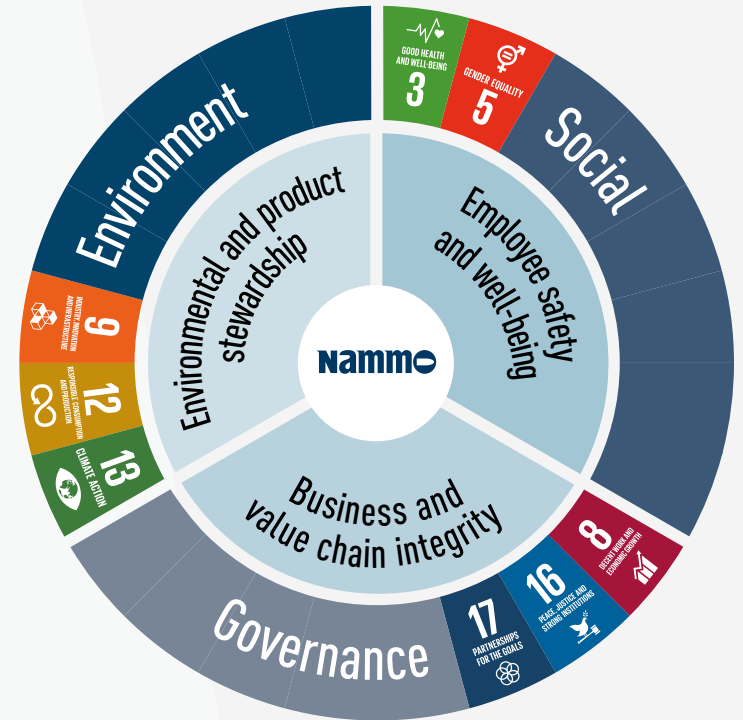 Environment
GOOD HEALTH
AND WELL-BEING
3
GENDER EQUALITY
5
Social
Environmental and product
stewardship
Employee safety
and well-being
9
INDUSTRY, INNOVATION
AND INFRASTRUCTURE
12
RESPONSIBLE CONSUMPTION
AND PRODUCTION
13
CLIMATE ACTION
Nammo
Business and
value chain integrity
8
DECENT WORK AND
ECONOMIC GROWTH
16
PEACE, JUSTICE AND
STRONG INSTITUTIONS
17
PARTNERSHIPS
FOR THE GOALS
Governance